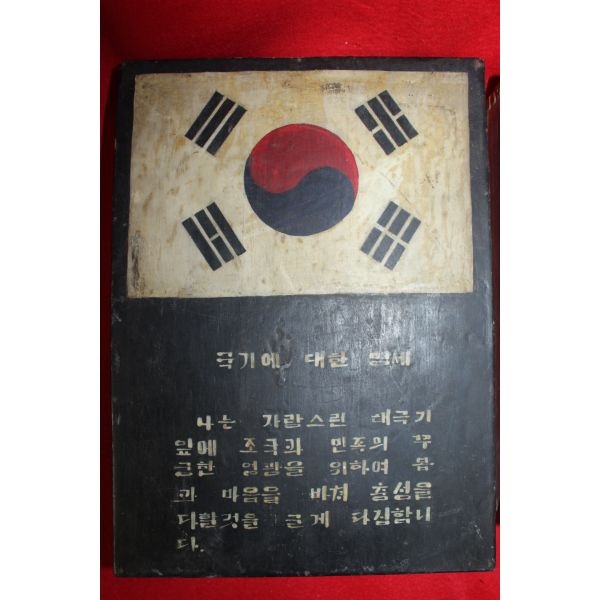 국기에 대한 맹세
나는 자랑스런 태극기
앞에 조국과 민족의 무
궁한 영광을 위하여 몸
과 마음을 바쳐 충성을
다할것을 굳게 다짐합니
다.